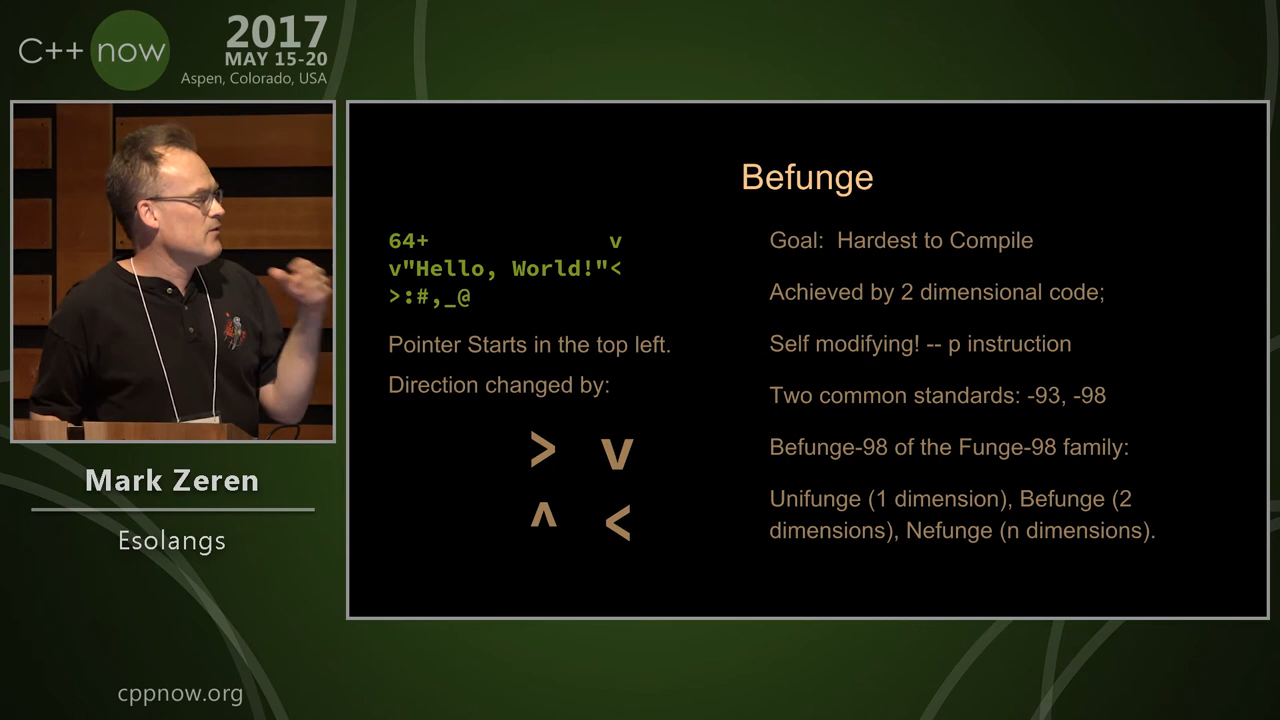 C++ now
2017
MAY 15-20
Aspen, Colorado, USA
Mark Zeren
Esolangs
cppnow.org
Befunge
64+                v
v"Hello, World!"<
>:#,_@
Pointer Starts in the top left.
Direction changed by:
> v
^ <
Goal:  Hardest to Compile
Achieved by 2 dimensional code;
Self modifying! -- p instruction
Two common standards: -93, -98
Befunge-98 of the Funge-98 family:
Unifunge (1 dimension), Befunge (2
dimensions), Nefunge (n dimensions).